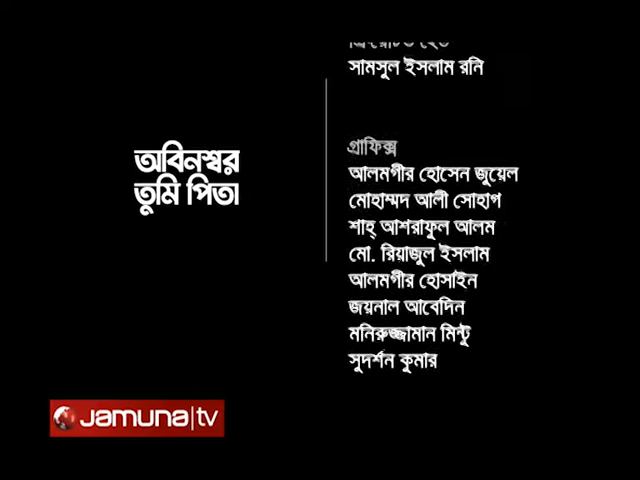 অবিনশ্বর
তুমি পিতা
ক্রিয়েটিভ হেড
সামসুল ইসলাম রনি
গ্রাফিক্স
আলমগীর হোসেন জুয়েল
মোহাম্মদ আলী সোহাগ
শাহ্ আশরাফুল আলম
মো. রিয়াজুল ইসলাম
আলমগীর হোসাইন
জয়নাল আবেদিন
মনিরুজ্জামান মিন্টু
সুদর্শন কুমার
Jamuna|tv